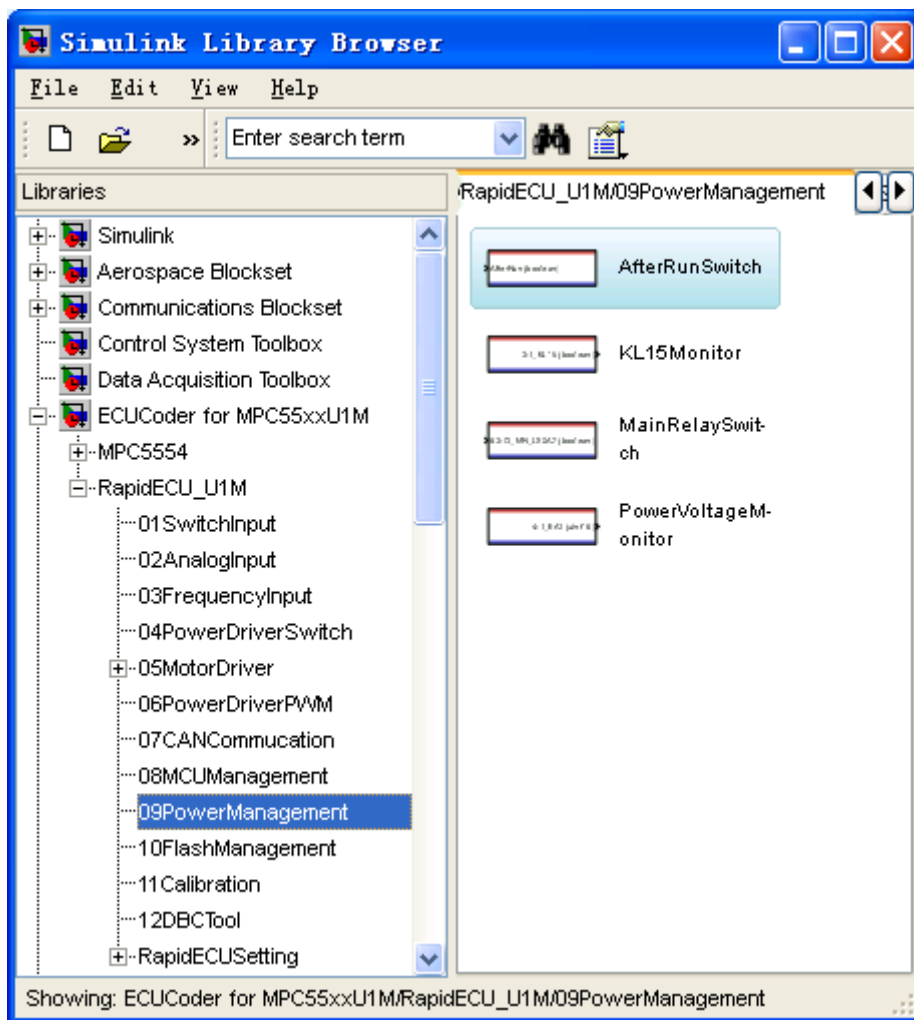 Simulink Library Browser
File Edit View Help
» Enter search term
Libraries
RapidECU_U1M/09PowerManagement
Simulink
Aerospace Blockset
Communications Blockset
Control System Toolbox
Data Acquisition Toolbox
ECUCoder for MPC55xxU1M
MPC5554
RapidECU_U1M
01SwitchInput
02AnalogInput
03FrequencyInput
04PowerDriverSwitch
05MotorDriver
06PowerDriverPWM
07CANCommucation
08MCUManagement
09PowerManagement
10FlashManagement
11Calibration
12DBCTool
RapidECUSetting
AfterRunSwitch
KL15Monitor
MainRelaySwit-
ch
PowerVoltageM-
onitor
Showing: ECUCoder for MPC55xxU1M/RapidECU_U1M/09PowerManagement